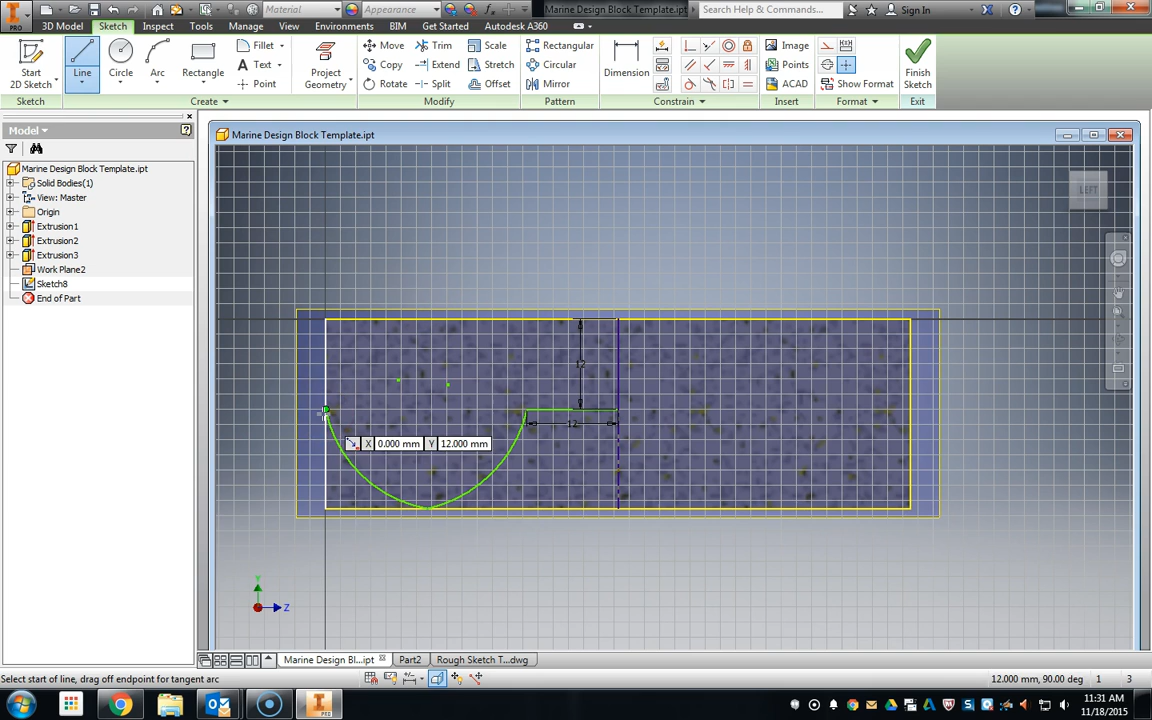 Material
Appearance
Marine Design Block Template.ipt
Search Help & Commands...
Sign In
PRO
3D Model
Sketch
Inspect
Tools
Manage
View
Environments
BIM
Get Started
Autodesk A360
Start
2D Sketch
Line
Circle
Arc
Rectangle
Fillet
Text
Point
Project
Geometry
Move
Copy
Rotate
Trim
Extend
Split
Scale
Stretch
Offset
Rectangular
Circular
Mirror
Dimension
Image
Points
ACAD
Show Format
Finish
Sketch
Sketch
Create
Modify
Pattern
Constrain
Insert
Format
Exit
Model
Marine Design Block Template.ipt
Solid Bodies(1)
View: Master
Origin
Extrusion1
Extrusion2
Extrusion3
Work Plane2
Sketch8
End of Part
Marine Design Block Template.ipt
LEFT
12
12
X 0.000 mm Y 12.000 mm
Y
Z
Marine Design Bl...ipt
Part2
Rough Sketch T...dwg
Select start of line, drag off endpoint for tangent arc
12.000 mm, 90.00 deg
1
3
11:31 AM
11/18/2015